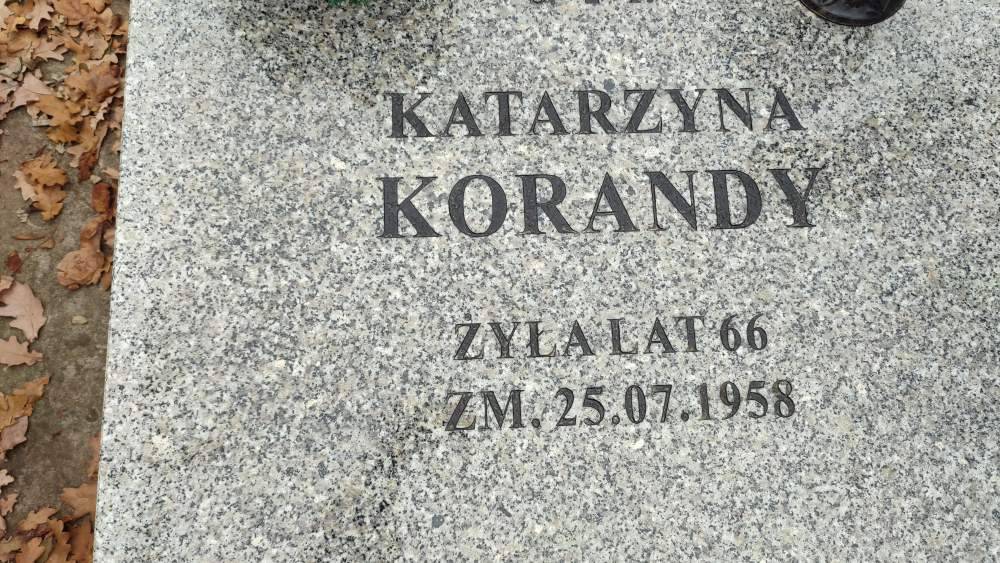 KATARZYNA
KORANDY
ŻYŁA LAT 66
ZM. 25.07.1958